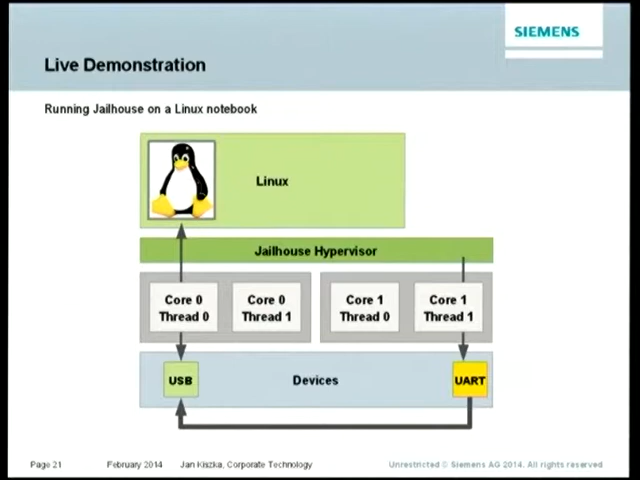 SIEMENS
Live Demonstration
Running Jailhouse on a Linux notebook
Linux
Jailhouse Hypervisor
Core 0
Thread 0
Core 0
Thread 1
Core 1
Thread 0
Core 1
Thread 1
USB
Devices
UART
Page 21
February 2014
Jan Kiszka, Corporate Technology
Unrestricted © Siemens AG 2014. All rights reserved